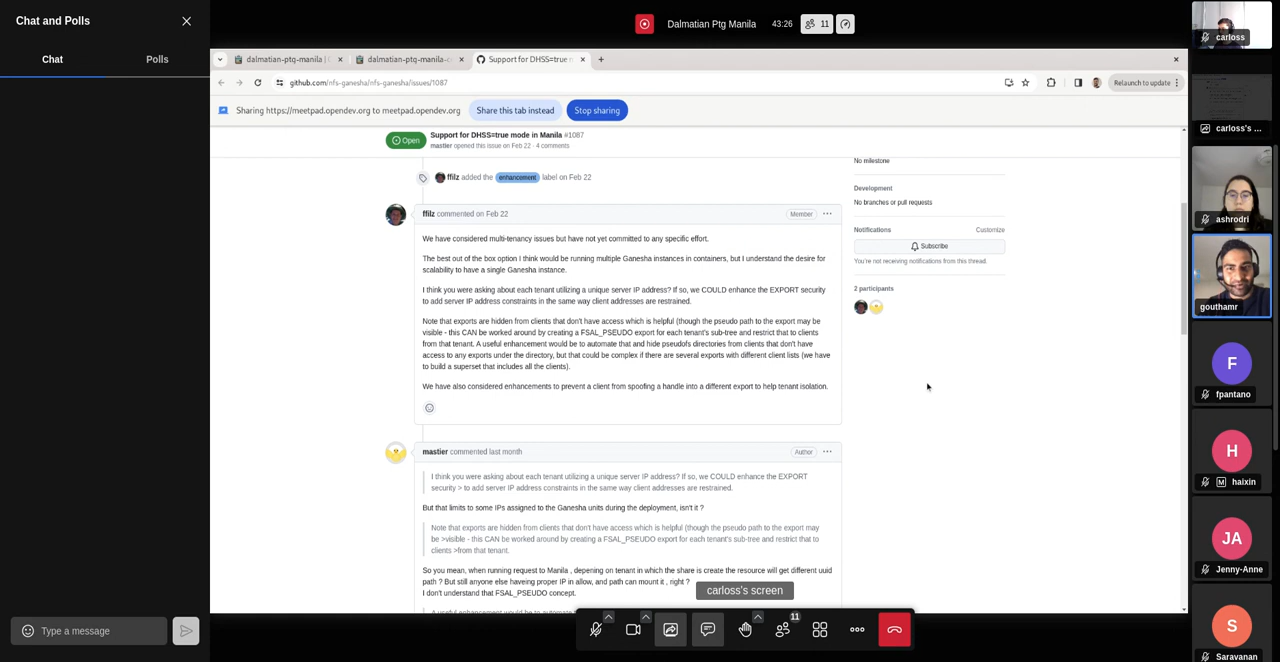 Chat and Polls
Chat
Polls
Type a message
Dalmatian Ptg Manila
43:26
11
dalmatian-ptg-manila | 
dalmatian-ptg-manila-
Support for DHSS=true
github.com/nfs-ganesha/nfs-ganesha/issues/1087
Relaunch to update
Sharing https://meetpad.opendev.org to meetpad.opendev.org
Share this tab instead
Stop sharing
Open
Support for DHSS=true mode in Manila #1087
mastier opened this issue on Feb 22 · 4 comments
ffilz added the enhancement label on Feb 22
ffilz commented on Feb 22
Member
We have considered multi-tenancy issues but have not yet committed to any specific effort.
The best out of the box option I think would be running multiple Ganesha instances in containers, but I understand the desire for
scalability to have a single Ganesha instance.
I think you were asking about each tenant utilizing a unique server IP address? If so, we COULD enhance the EXPORT security
to add server IP address constraints in the same way client addresses are restrained.
Note that exports are hidden from clients that don't have access which is helpful (though the pseudo path to the export may be
visible - this CAN be worked around by creating a FSAL_PSEUDO export for each tenant's sub-tree and restrict that to clients
from that tenant. A useful enhancement would be to automate that and hide pseudofs directories from clients that don't have
access to any exports under the directory, but that could be complex if there are several exports with different client lists (we have
to build a superset that includes all the clients).
We have also considered enhancements to prevent a client from spoofing a handle into a different export to help tenant isolation.
mastier commented last month
Author
I think you were asking about each tenant utilizing a unique server IP address? If so, we COULD enhance the EXPORT
security > to add server IP address constraints in the same way client addresses are restrained.
But that limits to some IPs assigned to the Ganesha units during the deployment, isn't it ?
Note that exports are hidden from clients that don't have access which is helpful (though the pseudo path to the export may
be >visible - this CAN be worked around by creating a FSAL_PSEUDO export for each tenant's sub-tree and restrict that to
clients >from that tenant.
So you mean, when running request to Manila , depening on tenant in which the share is create the resource will get different uuid
path ? But still anyone else haveing proper IP in allow, and path can mount it , right ?
I don't understand that FSAL_PSEUDO concept.
A useful enhancement would be to automate
No milestone
Development
No branches or pull requests
Notifications
Customize
Subscribe
You're not receiving notifications from this thread.
2 participants
carloss's screen
11
carloss
carloss's ...
ashrodri
gouthamr
F
fpantano
H
M
haixin
JA
Jenny-Anne
S
Saravanan